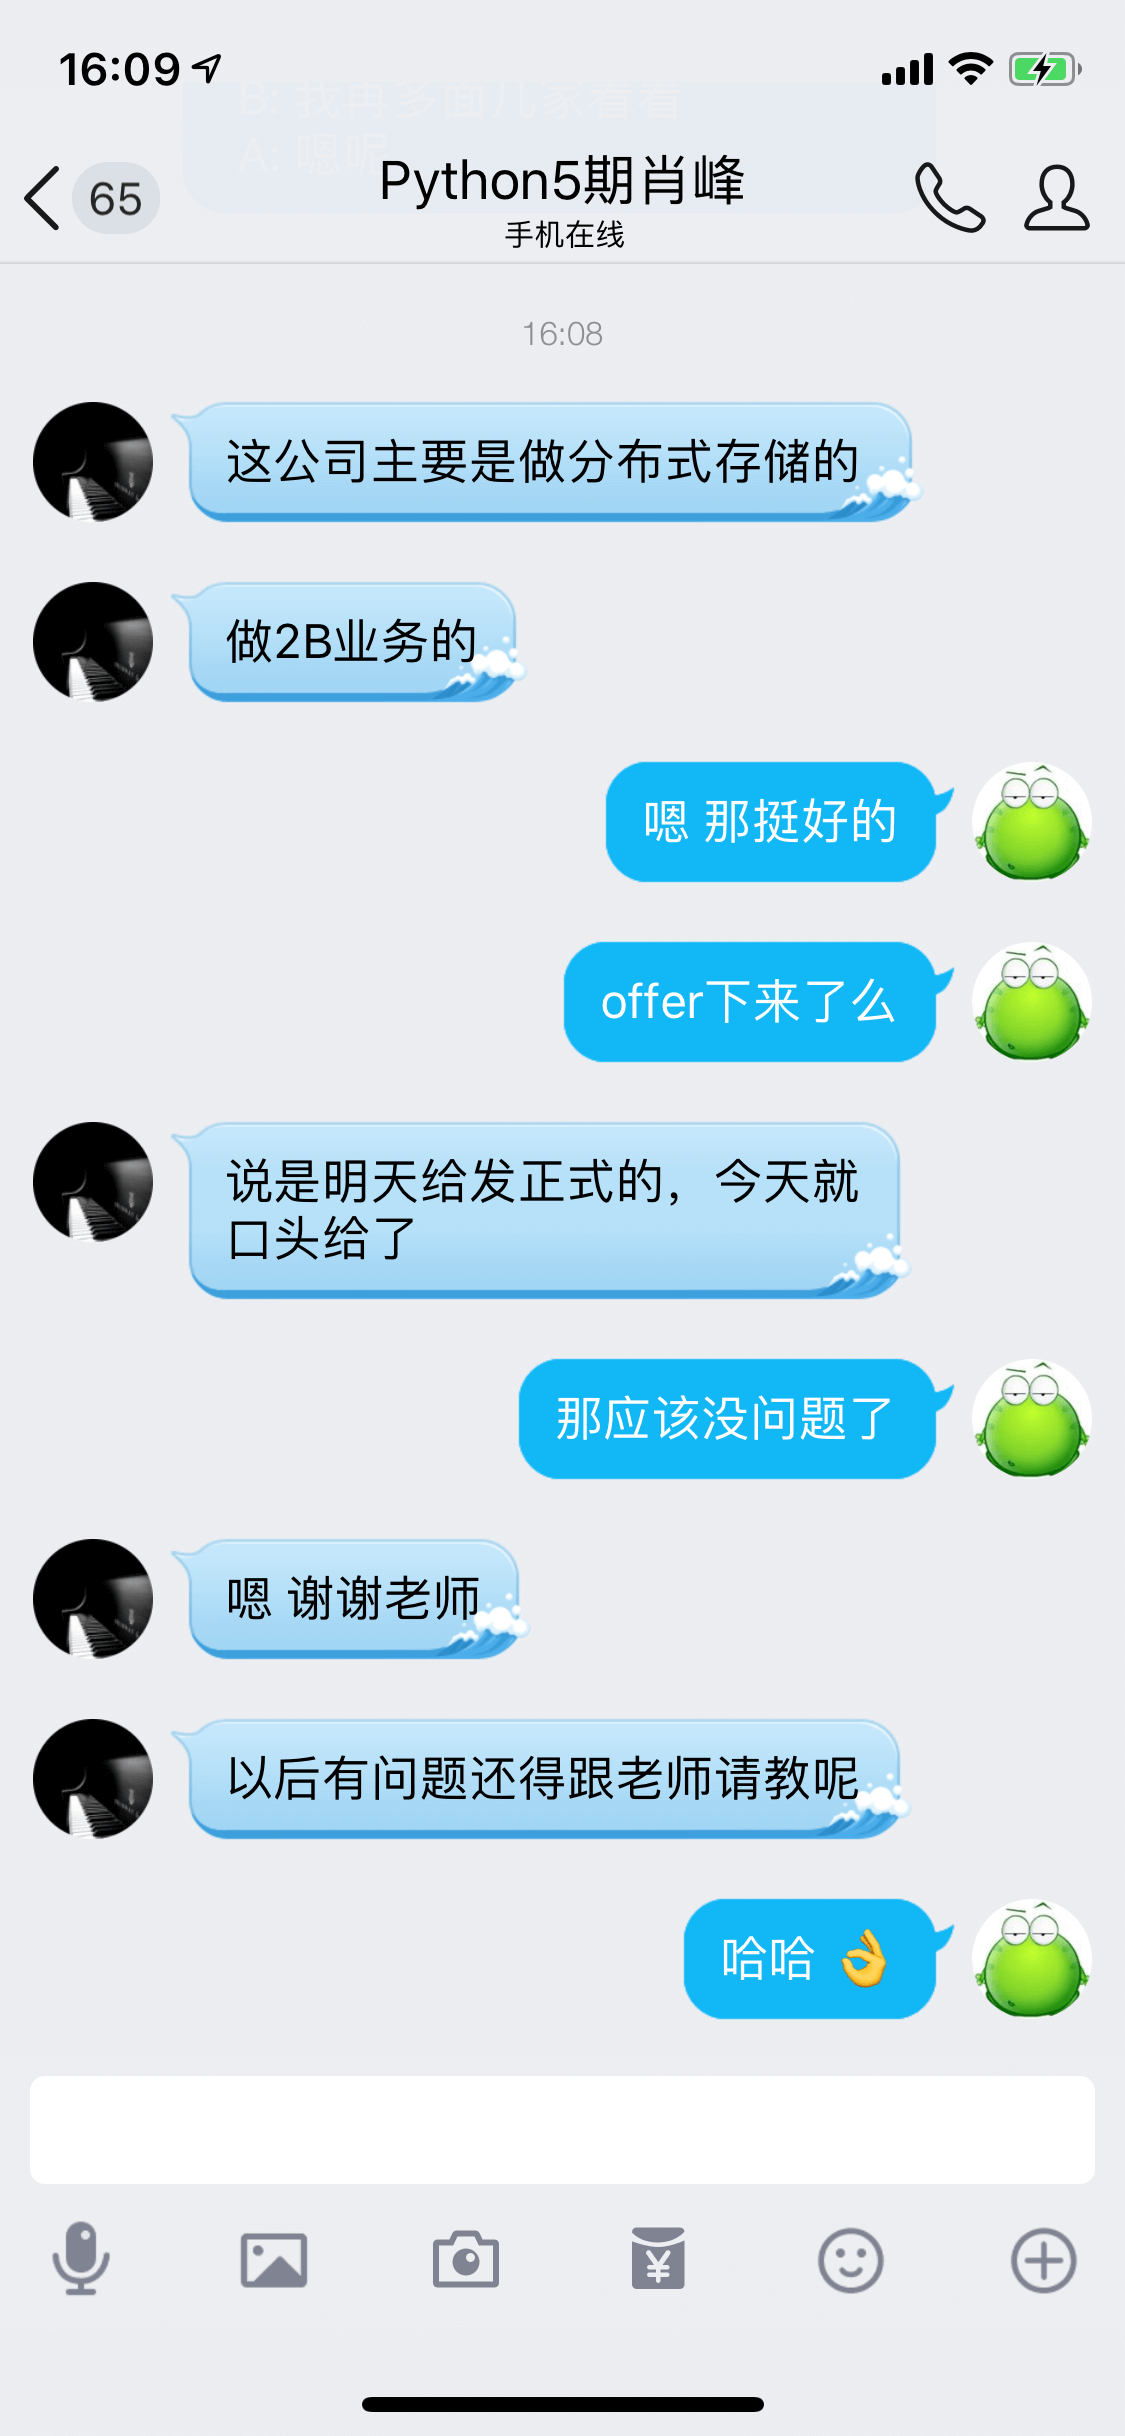 16:09
B: 我再多面几家看看
A: 嗯呢
65
Python5期肖峰
手机在线
16:08
这公司主要是做分布式存储的
做2B业务的
嗯 那挺好的
offer下来了么
说是明天给发正式的，今天就
口头给了
那应该没问题了
嗯 谢谢老师
以后有问题还得跟老师请教呢
哈哈 👌